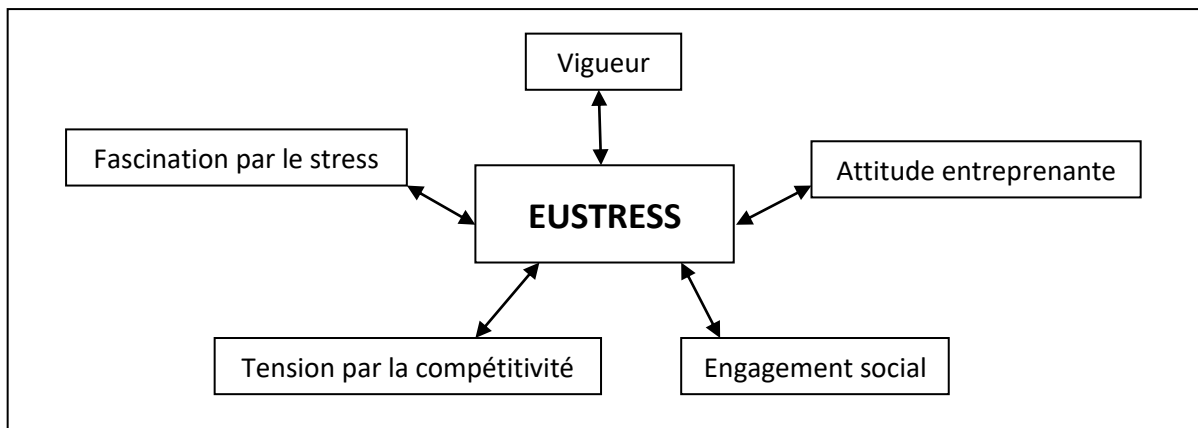 Vigueur
Fascination par le stress
Attitude entreprenante
EUSTRESS
Tension par la compétitivité
Engagement social